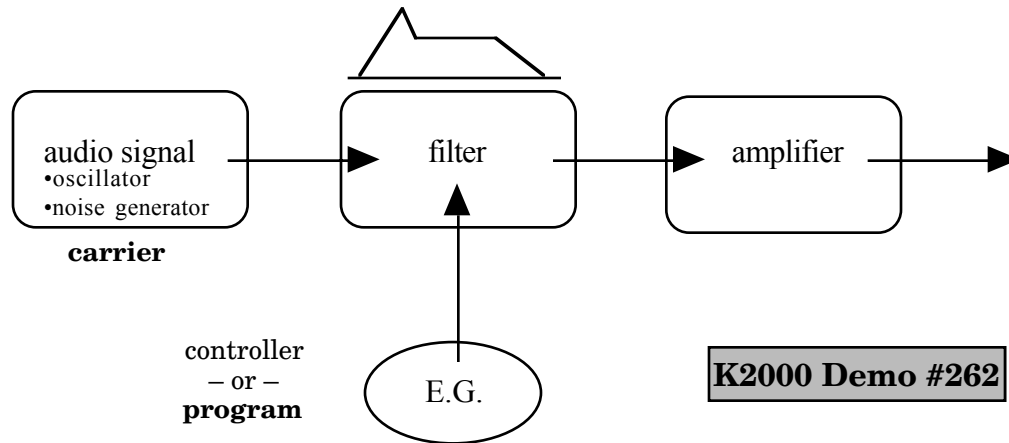 audio signal
•oscillator
•noise generator
carrier
filter
amplifier
controller
– or –
program
E.G.
K2000 Demo #262